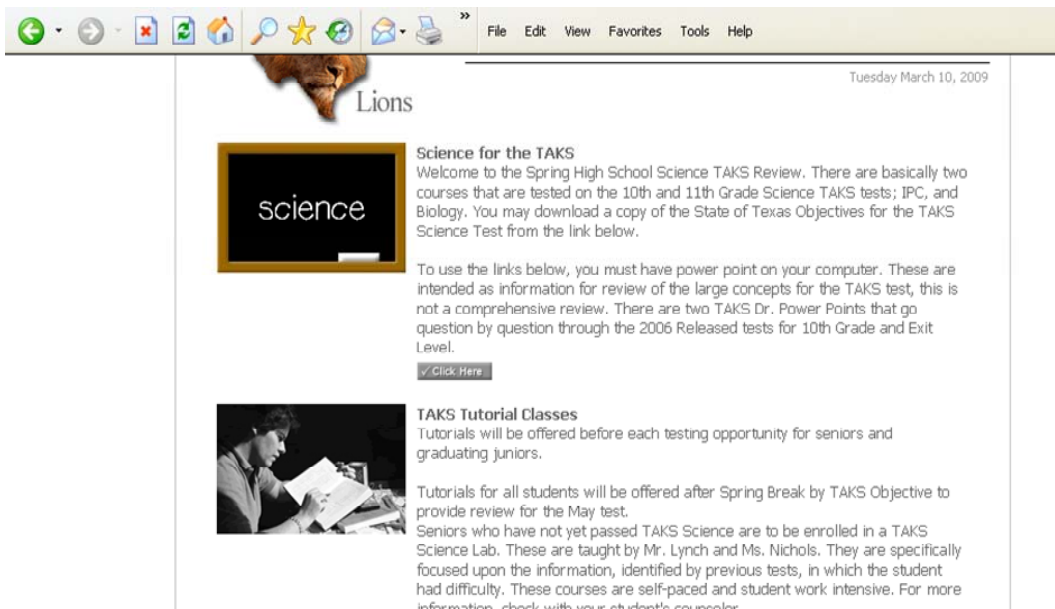 » File Edit View Favorites Tools Help
Tuesday March 10, 2009
Lions
science
Science for the TAKS
Welcome to the Spring High School Science TAKS Review. There are basically two
courses that are tested on the 10th and 11th Grade Science TAKS tests; IPC, and
Biology. You may download a copy of the State of Texas Objectives for the TAKS
Science Test from the link below.
To use the links below, you must have power point on your computer. These are
intended as information for review of the large concepts for the TAKS test, this is
not a comprehensive review. There are two TAKS Dr. Power Points that go
question by question through the 2006 Released tests for 10th Grade and Exit
Level.
✓ Click Here
TAKS Tutorial Classes
Tutorials will be offered before each testing opportunity for seniors and
graduating juniors.
Tutorials for all students will be offered after Spring Break by TAKS Objective to
provide review for the May test.
Seniors who have not yet passed TAKS Science are to be enrolled in a TAKS
Science Lab. These are taught by Mr. Lynch and Ms. Nichols. They are specifically
focused upon the information, identified by previous tests, in which the student
had difficulty. These courses are self-paced and student work intensive. For more
information, check with your student's counselor